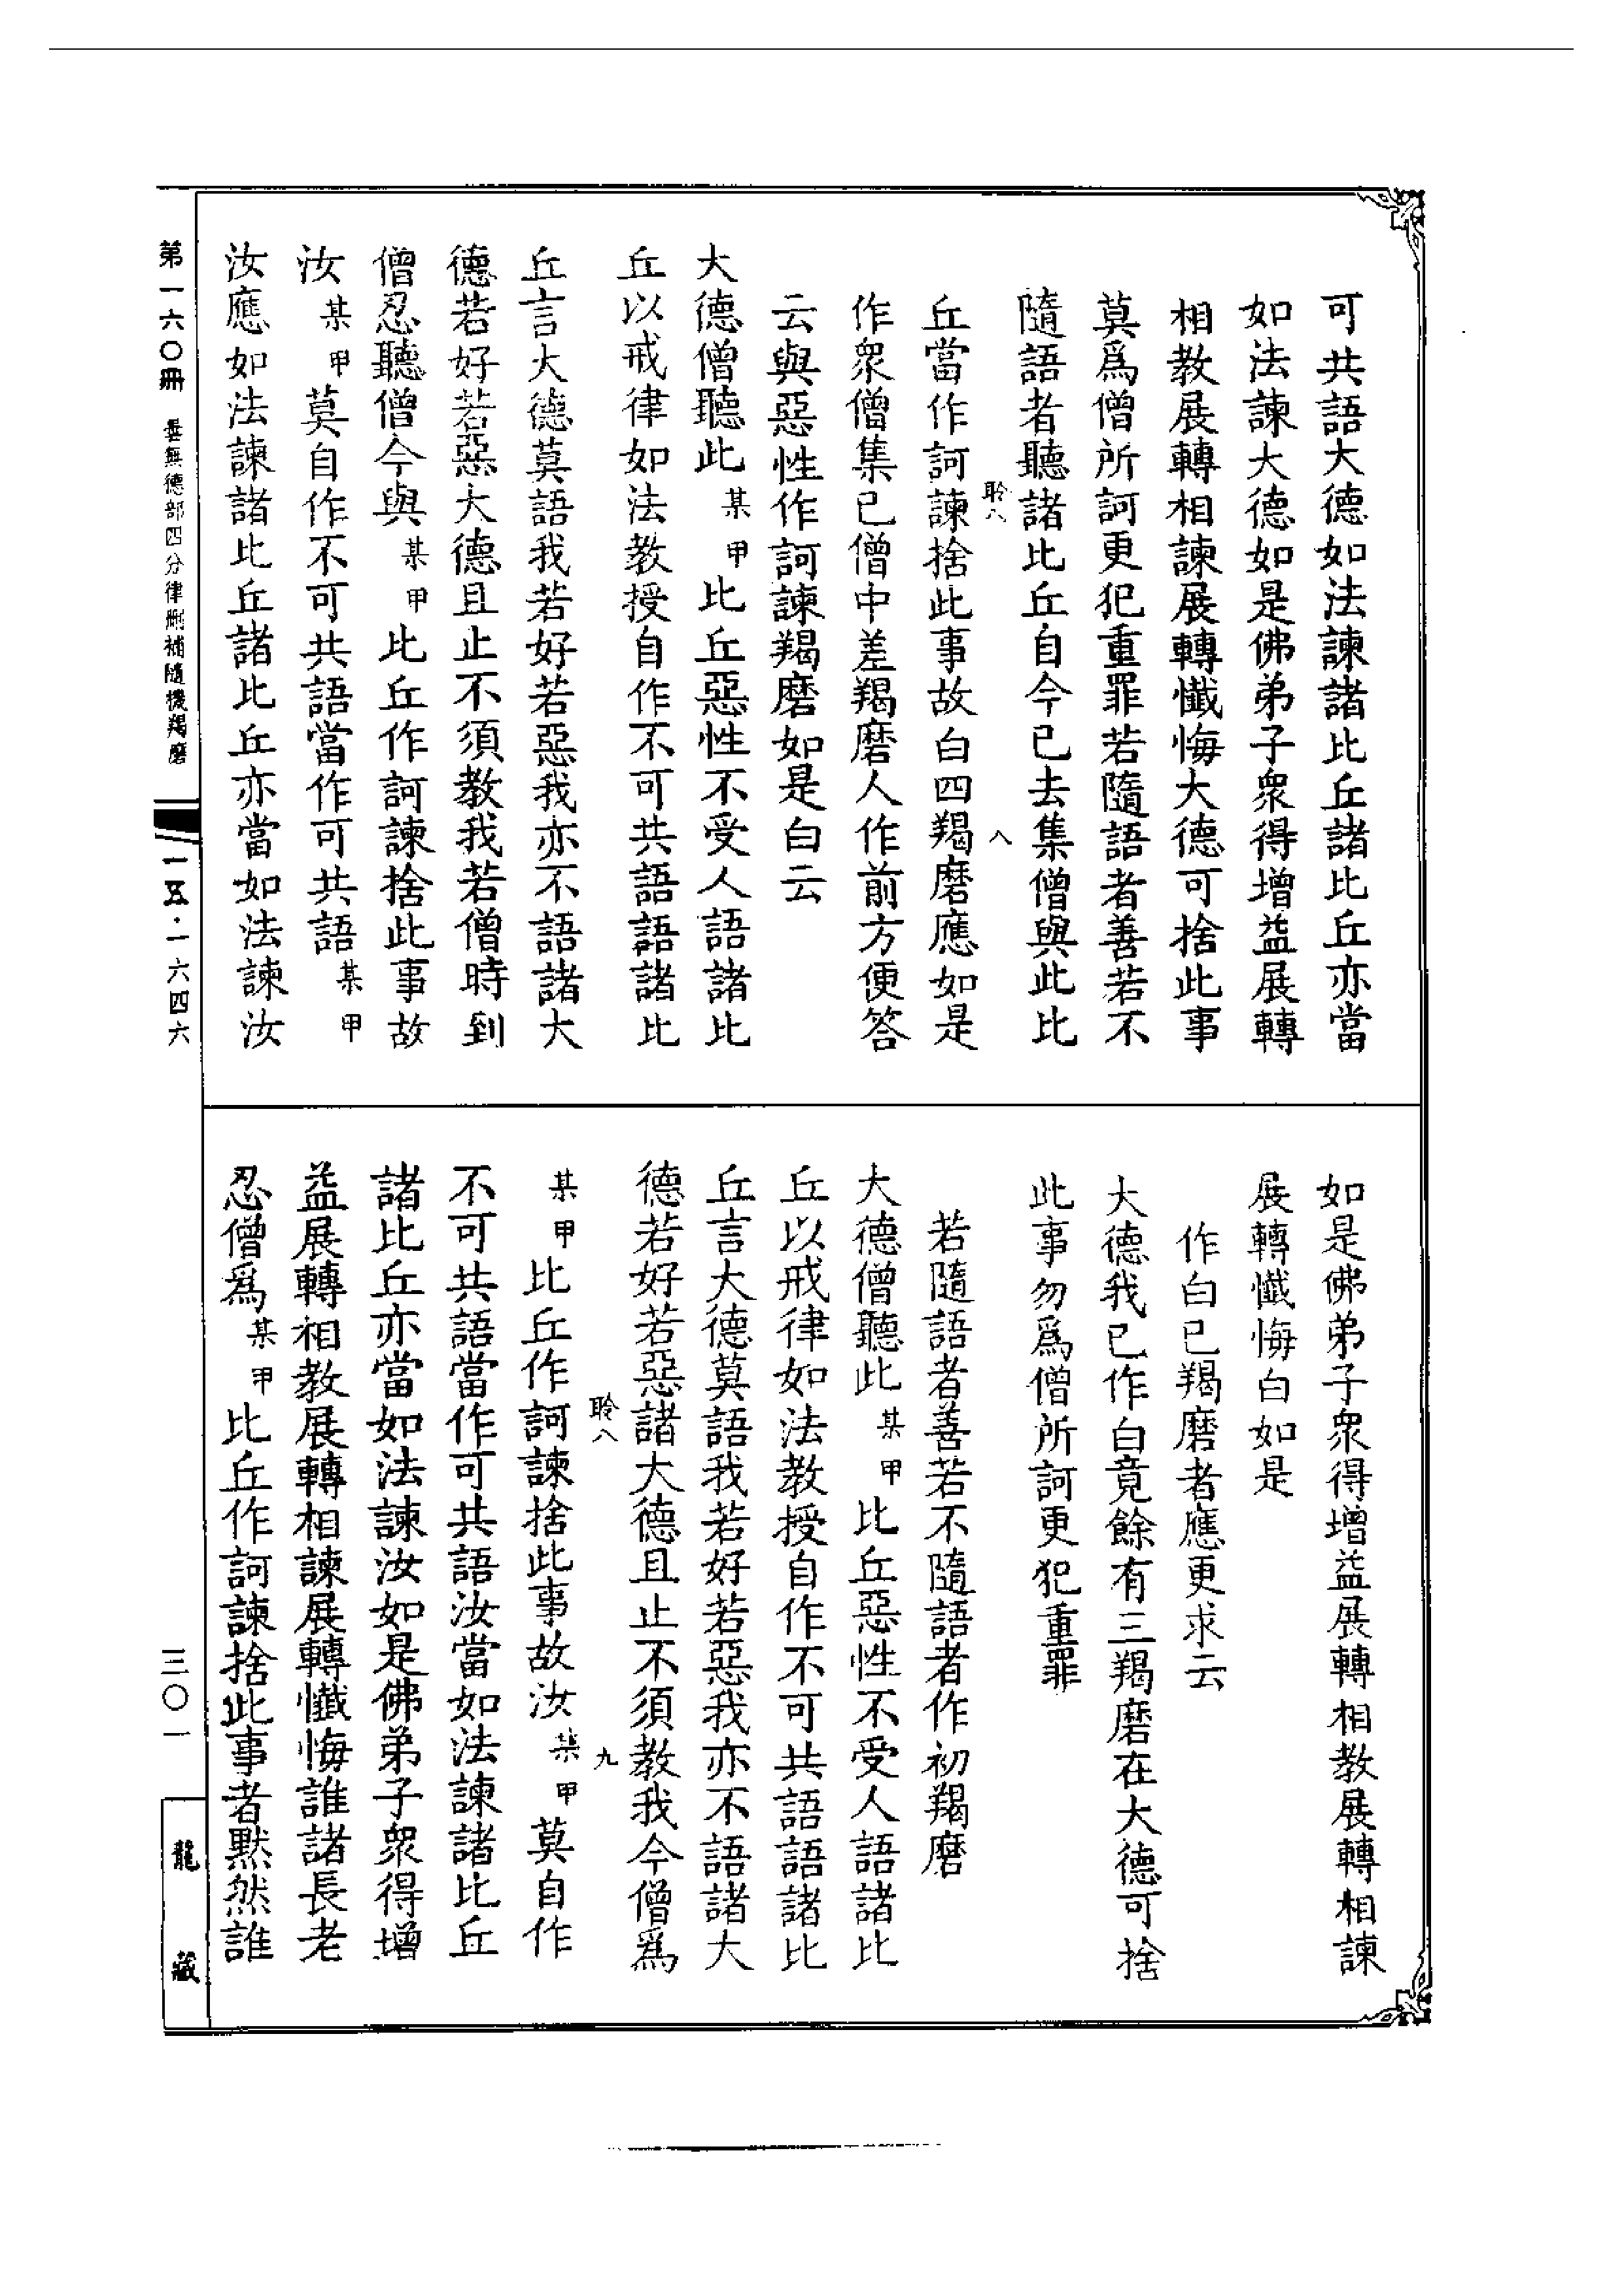 可共語大德如法諫諸比丘諸比丘亦當
如法諫大德如是佛弟子衆得增益展轉
相教展轉相諫展轉懺悔大德可捨此事
莫爲僧所訶更犯重罪若隨語者善若不
隨語者聽諸比丘自今已去集僧與此比
聆八 八
丘當作訶諫捨此事故白四羯磨應如是
作衆僧集已僧中差羯磨人作前方便答
云與惡性作訶諫羯磨如是白云
大德僧聽此某甲比丘惡性不受人語諸比
丘以戒律如法教授自作不可共語語諸比
丘言大德莫語我若好若惡我亦不語諸大
德若好若惡大德且止不須教我若僧時到
僧忍聽僧今與某甲比丘作訶諫捨此事故
汝某甲莫自作不可共語當作可共語某甲
汝應如法諫諸比丘諸比丘亦當如法諫汝
如是佛弟子衆得增益展轉相教展轉相諫
展轉懺悔白如是
作白已羯磨者應更求云
大德我已作白竟餘有三羯磨在大德可捨
此事勿爲僧所訶更犯重罪
若隨語者善若不隨語者作初羯磨
大德僧聽此某甲比丘惡性不受人語諸比
丘以戒律如法教授自作不可共語語諸比
丘言大德莫語我若好若惡我亦不語諸大
德若好若惡諸大德且止不須教我今僧爲
聆八 九
某甲比丘作訶諫捨此事故汝某甲莫自作
不可共語當作可共語汝當如法諫諸比丘
諸比丘亦當如法諫汝如是佛弟子衆得增
益展轉相教展轉相諫展轉懺悔誰諸長老
忍僧爲某甲比丘作訶諫捨此事者默然誰
第一六〇冊 曇無德部四分律刪補隨機羯磨
一五·一六四六
三〇一
龍藏